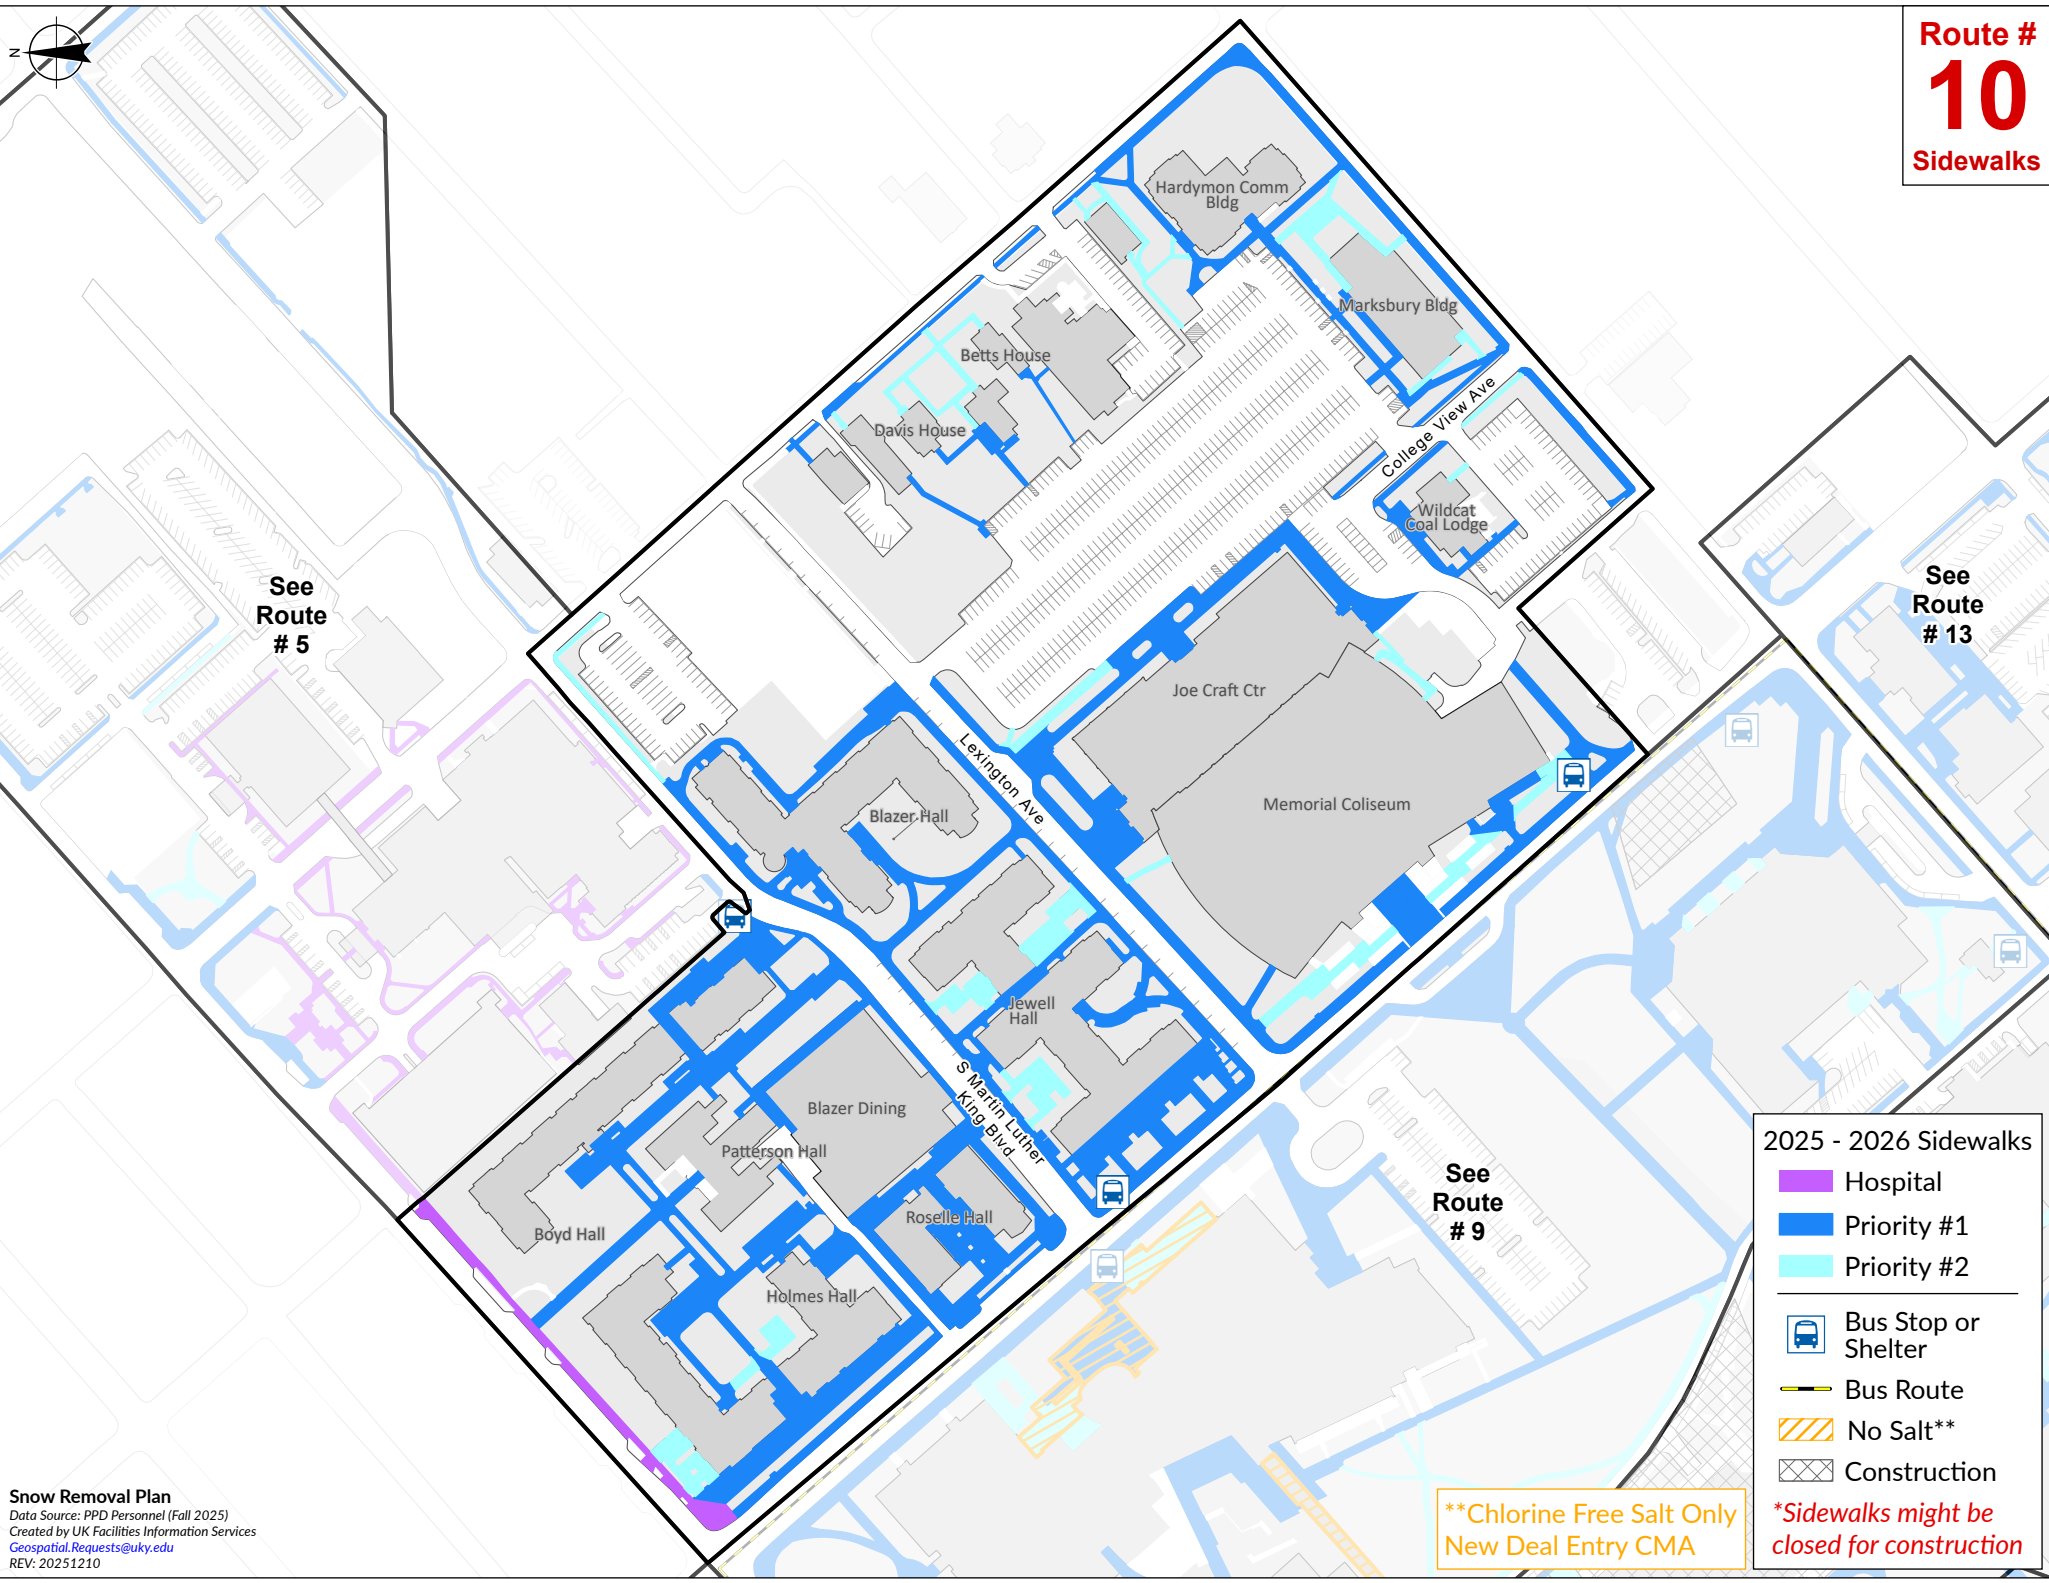 N
Route #
10
Sidewalks
Hardymon Comm
Bldg
Marksbury Bldg
Betts House
Davis House
College View Ave
Wildcat
Coal Lodge
See
Route
# 5
See
Route
# 13
Joe Craft Ctr
Lexington Ave
Memorial Coliseum
Blazer Hall
Jewell
Hall
S Martin Luther
King Blvd
Blazer Dining
Patterson Hall
Roselle Hall
Boyd Hall
Holmes Hall
See
Route
# 9
2025 - 2026 Sidewalks
Hospital
Priority #1
Priority #2
Bus Stop or
Shelter
Bus Route
No Salt**
Construction
*Sidewalks might be
closed for construction
**Chlorine Free Salt Only
New Deal Entry CMA
Snow Removal Plan
Data Source: PPD Personnel (Fall 2025)
Created by UK Facilities Information Services
Geospatial.Requests@uky.edu
REV: 20251210